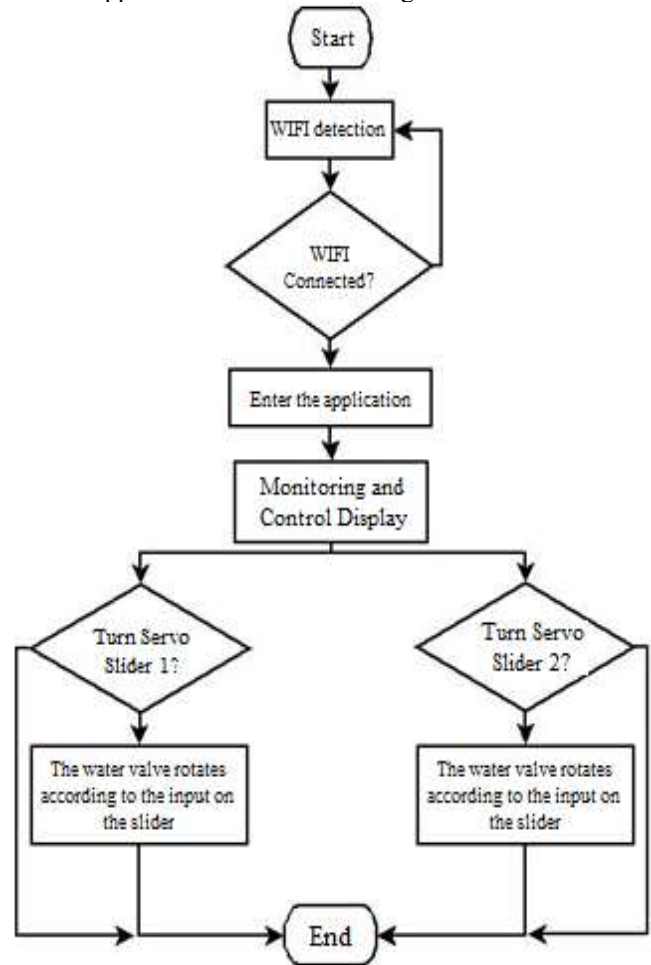 Start
WIFI detection
WIFI
Connected?
Enter the application
Monitoring and
Control Display
Turn Servo
Slider 1?
Turn Servo
Slider 2?
The water valve rotates
according to the input on
the slider
The water valve rotates
according to the input on
the slider
End